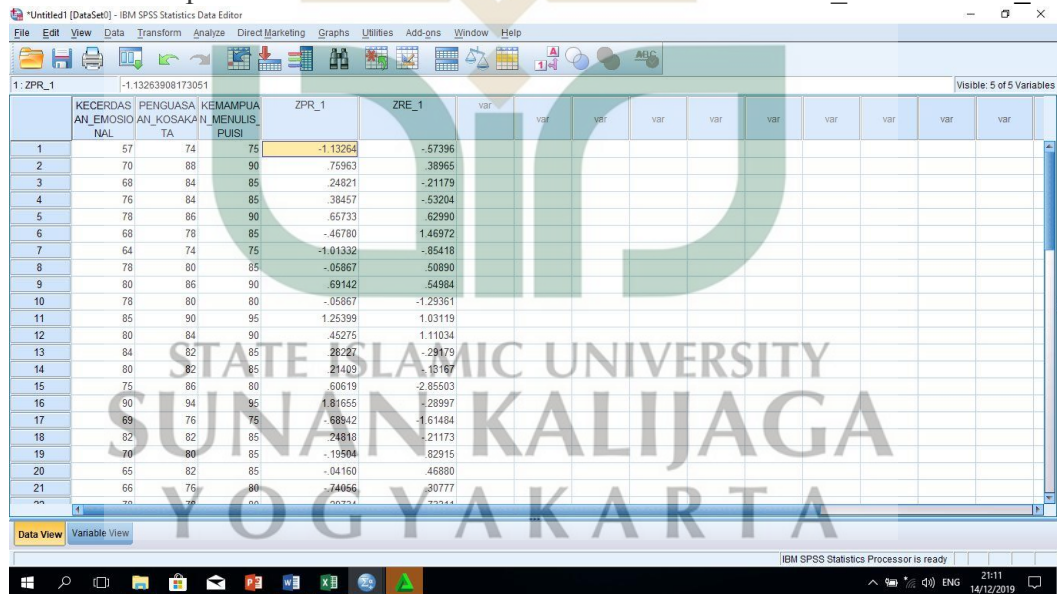 *Untitled1 [DataSet0] - IBM SPSS Statistics Data Editor
File Edit View Data Transform Analyze Direct Marketing Graphs Utilities Add-ons Window Help
1 : ZPR_1 -1.13263908173051 Visible: 5 of 5 Variables
KECERDAS PENGUASA KEMAMPUA ZPR_1 ZRE_1 var var var var var var var var var
AN_EMOSIO AN_KOSAKA N_MENULIS_
NAL TA PUISI
1 57 74 75 -1.13264 -.57396
2 70 88 90 .75963 .38965
3 68 84 85 .24821 -.21179
4 76 84 85 .38457 -.53204
5 78 86 90 .65733 .62990
6 68 78 85 -.46780 1.46972
7 64 74 75 -1.01332 -.85418
8 78 80 85 -.05867 .50890
9 80 86 90 .69142 .54984
10 78 80 80 -.05867 -1.29361
11 85 90 95 1.25399 1.03119
12 80 84 90 .45275 1.11034
13 84 82 85 .28227 -.29179
14 80 82 85 .21409 -.13167
15 75 86 80 .60619 -2.85503
16 90 94 95 1.81655 -.28997
17 69 76 75 -.68942 -1.61484
18 82 82 85 .24818 -.21173
19 70 80 85 -.19504 .82915
20 65 82 85 -.04160 .46880
21 66 76 80 -.74056 .30777
STATE ISLAMIC UNIVERSITY
SUNAN KALIJAGA
YOGYAKARTA
Data View Variable View
IBM SPSS Statistics Processor is ready
ENG 21:11
14/12/2019